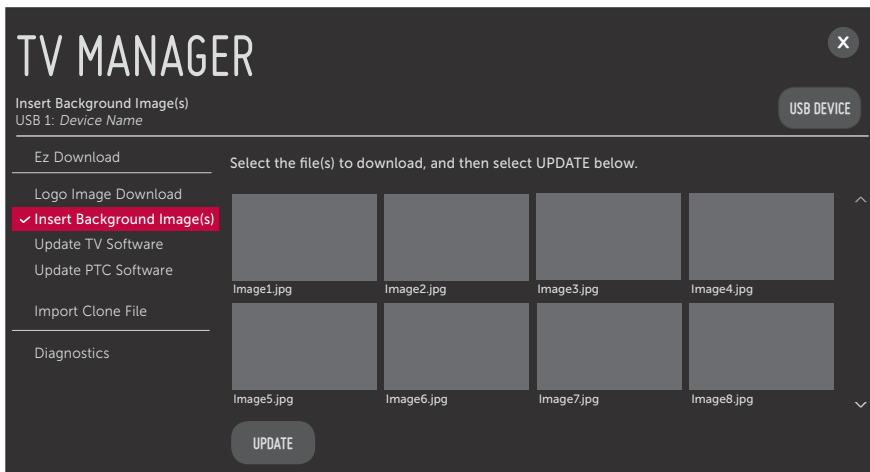 TV MANAGER
X
Insert Background Image(s)
USB 1: Device Name
USB DEVICE
Ez Download
Logo Image Download
Insert Background Image(s)
Update TV Software
Update PTC Software
Import Clone File
Diagnostics
Select the file(s) to download, and then select UPDATE below.
Image1.jpg Image2.jpg Image3.jpg Image4.jpg
Image5.jpg Image6.jpg Image7.jpg Image8.jpg
UPDATE